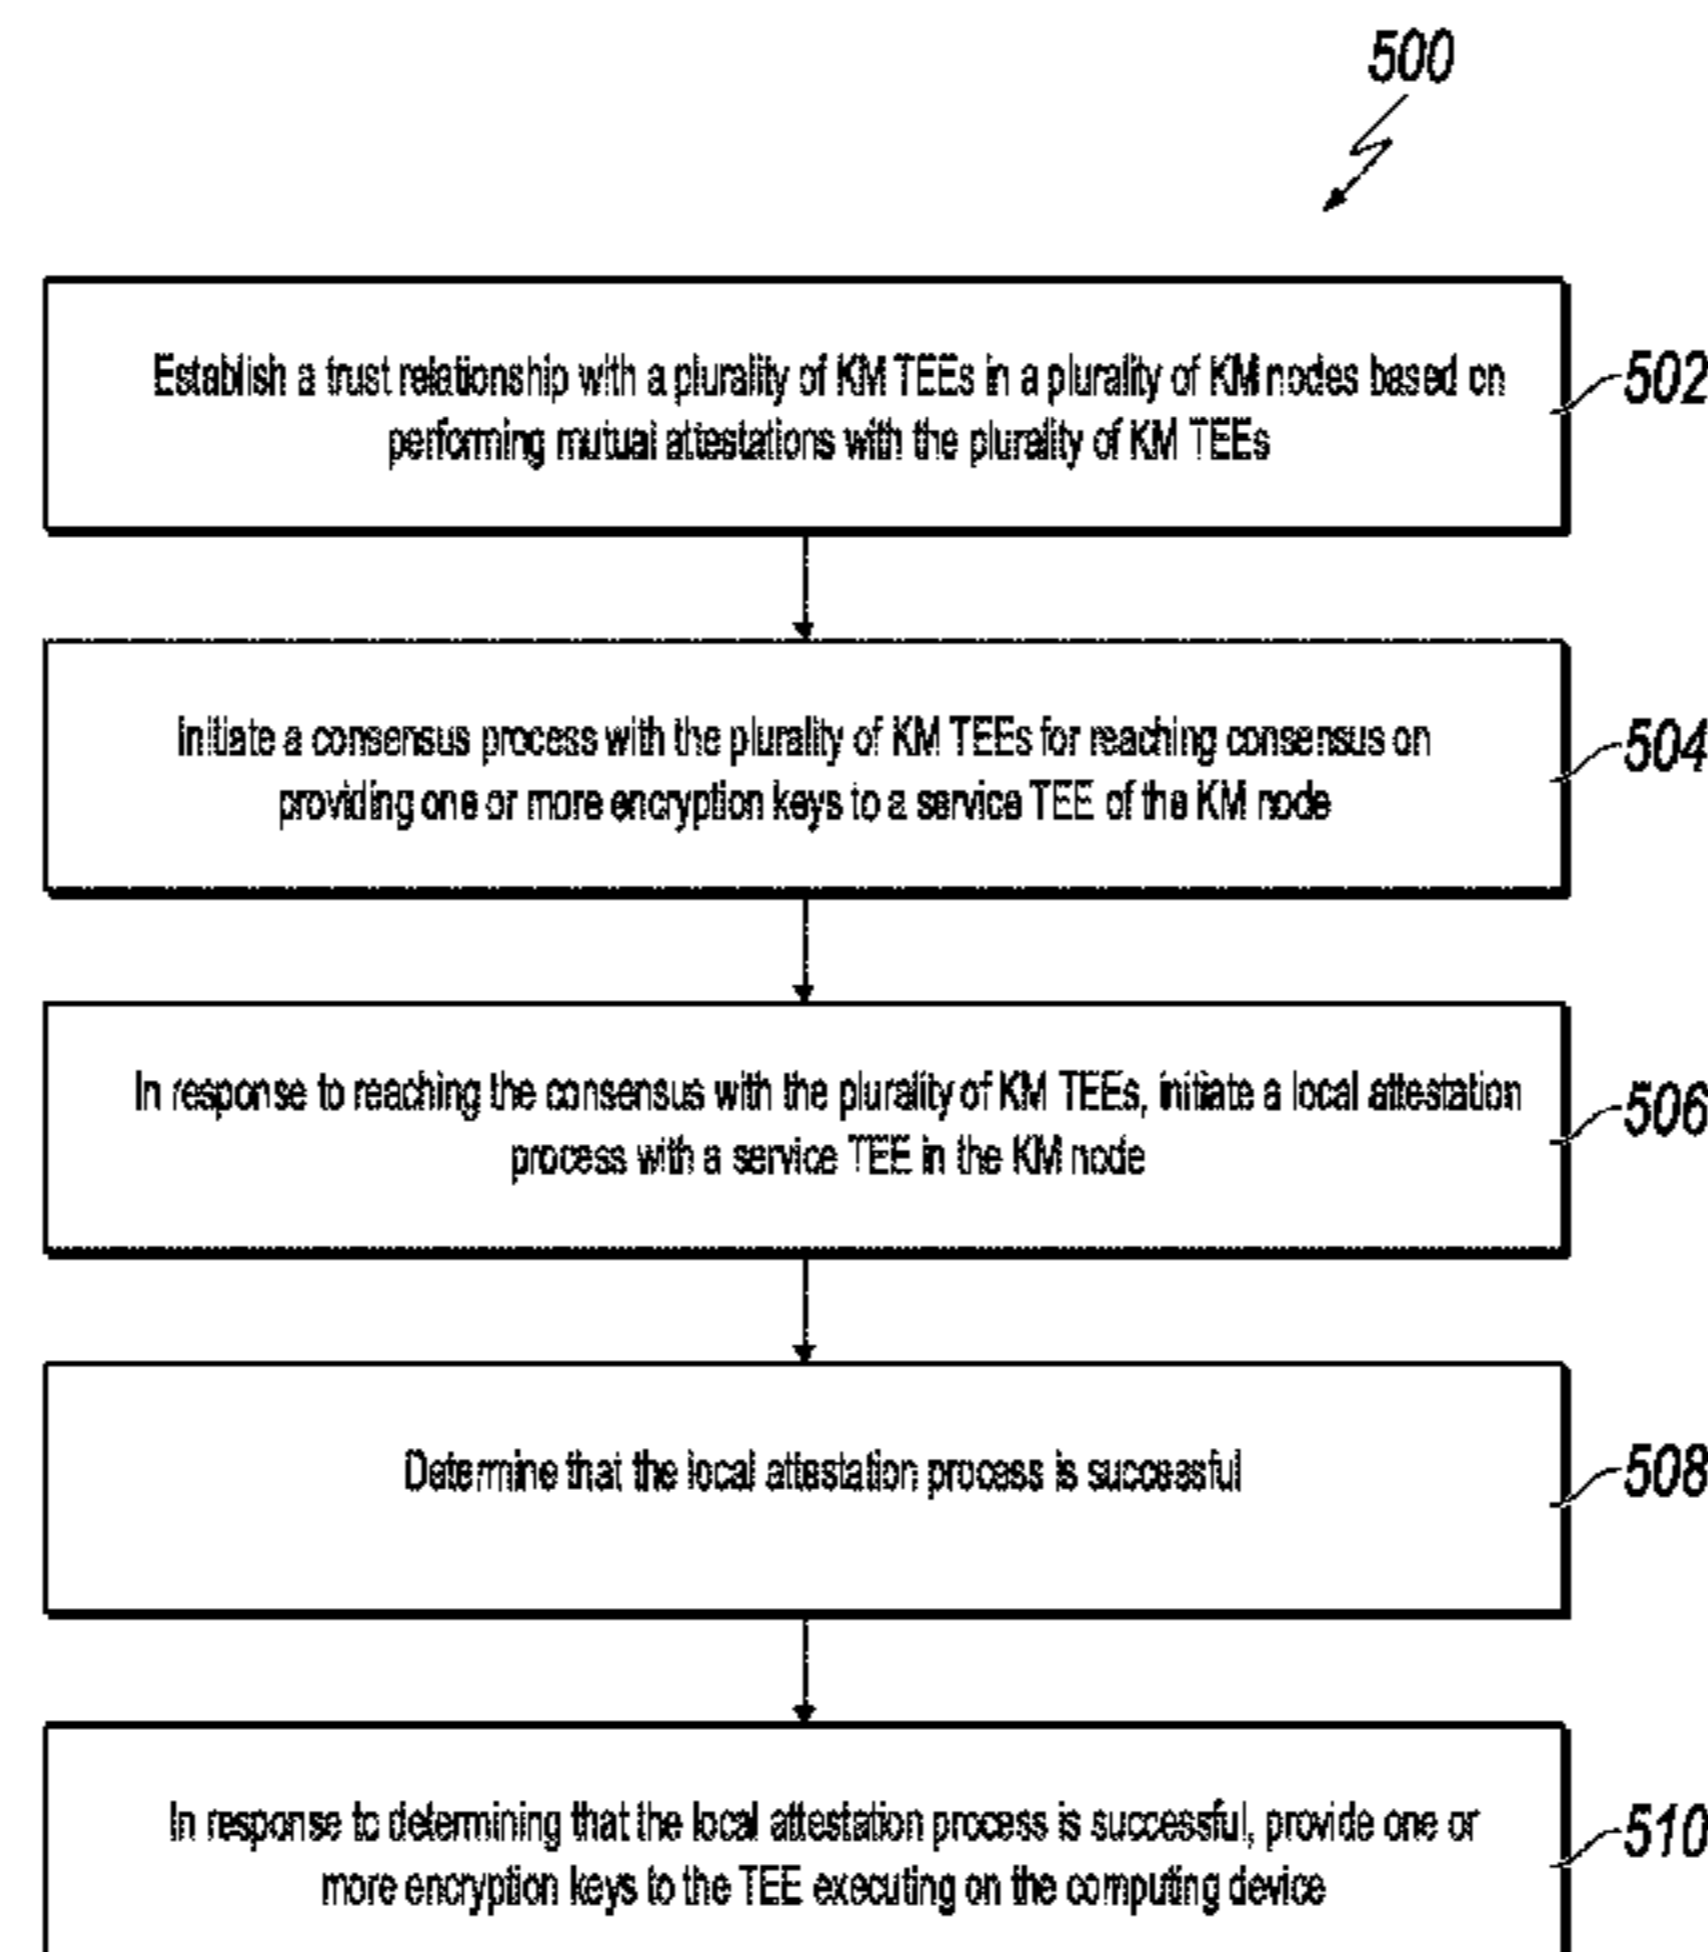 500
Establish a trust relationship with a plurality of KM TEEs in a plurality of KM nodes based on
performing mutual attestations with the plurality of KM TEEs
502
Initiate a consensus process with the plurality of KM TEEs for reaching consensus on
providing one or more encryption keys to a service TEE of the KM node
504
In response to reaching the consensus with the plurality of KM TEEs, initiate a local attestation
process with a service TEE in the KM node
506
Determine that the local attestation process is successful
508
In response to determining that the local attestation process is successful, provide one or
more encryption keys to the TEE executing on the computing device
510